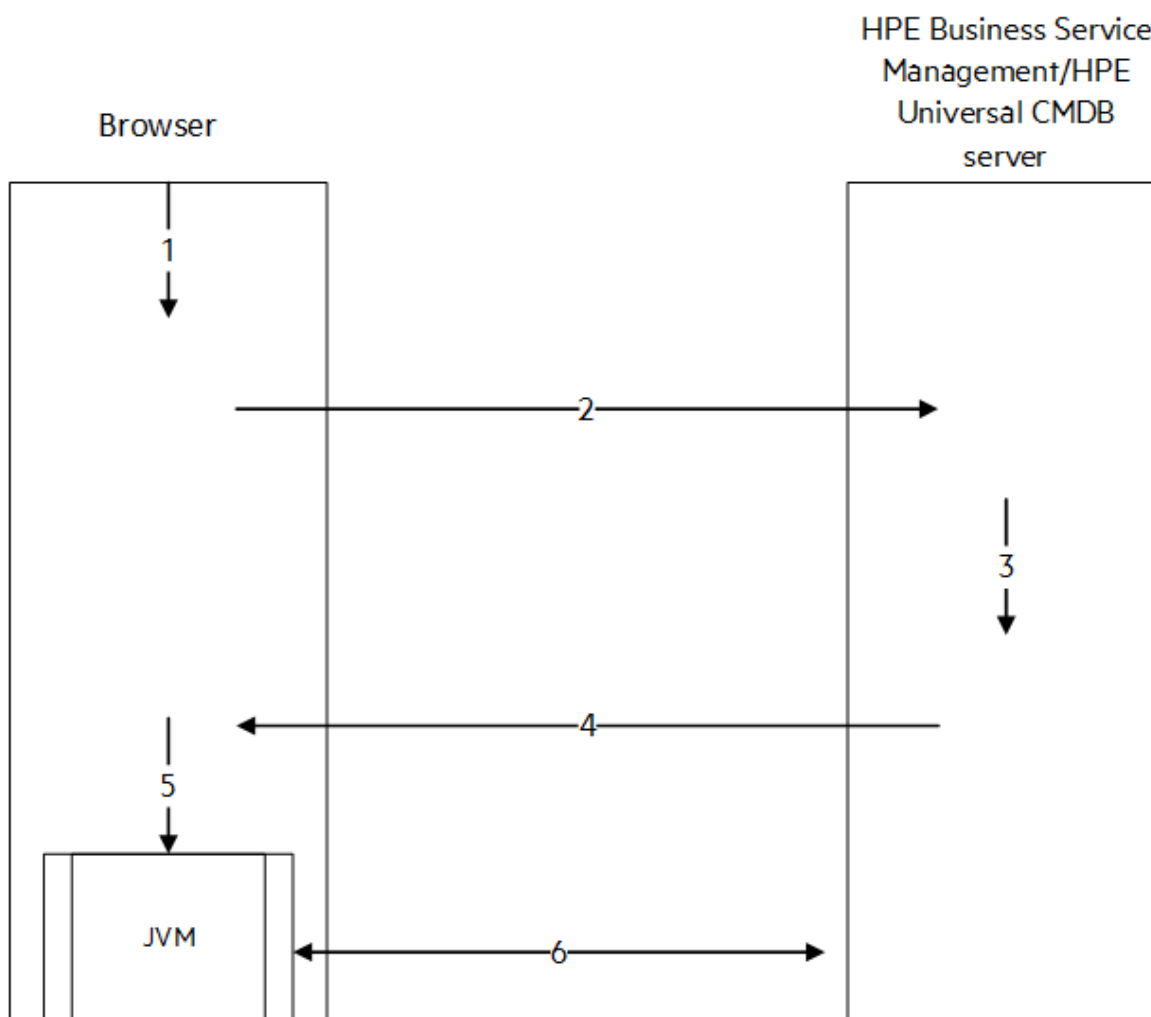 HPE Business Service
Management/HPE
Universal CMDB
server
Browser
1
2
3
4
5
JVM
6